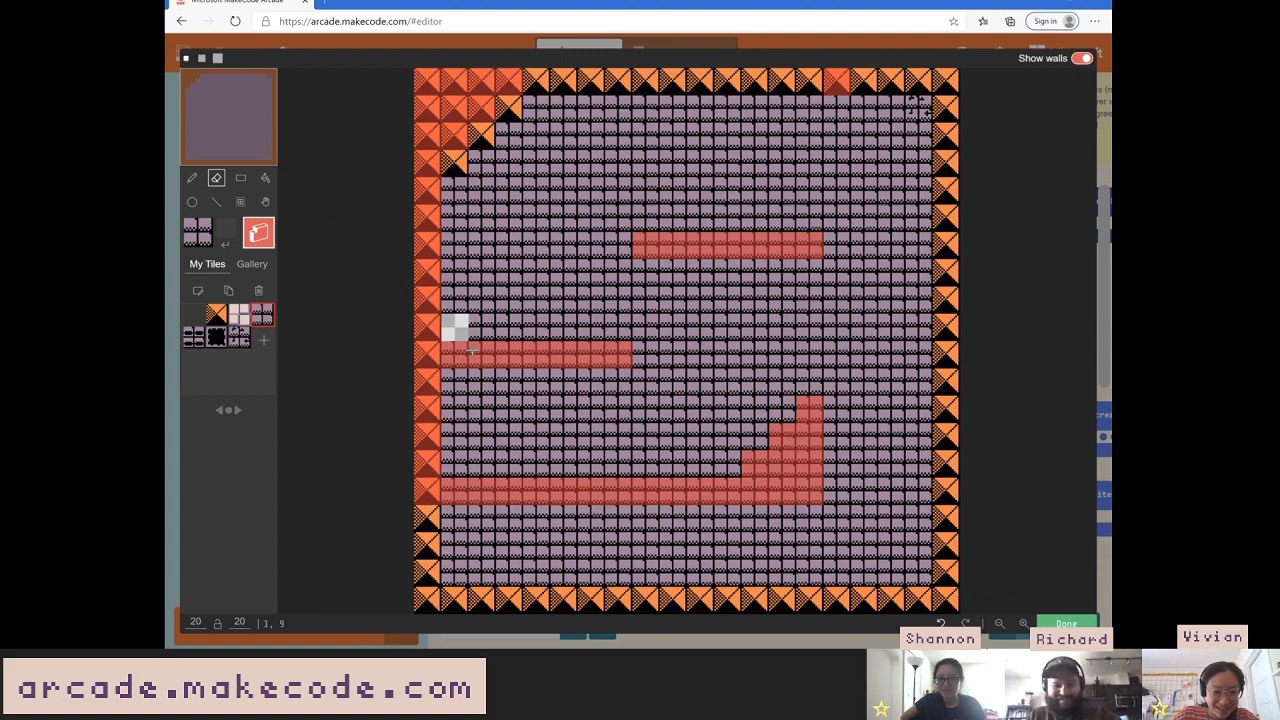 Microsoft MakeCode Arcade
https://arcade.makecode.com/#editor
Sign in
Show walls
My Tiles Gallery
20 20 1, 9
Done
Shannon Richard Vivian
arcade.makecode.com